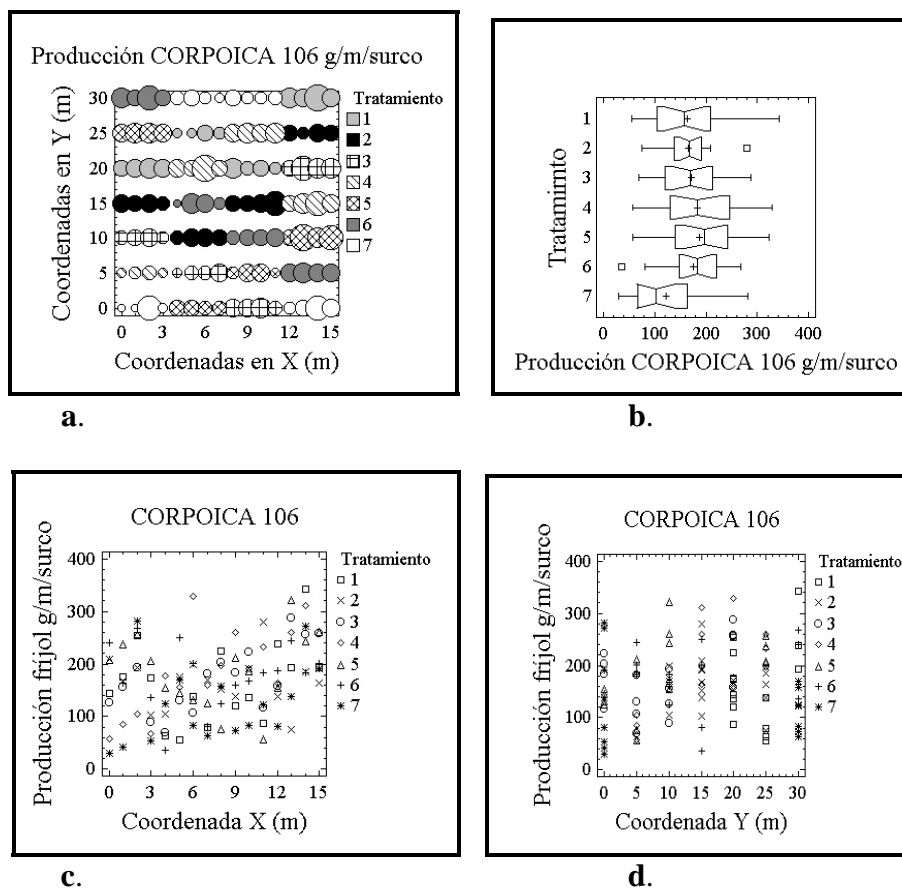 Producción CORPOICA 106 g/m/surco
Coordenadas en Y (m)
30
25
20
15
10
5
0
0 3 6 9 12 15
Coordenadas en X (m)
Tratamiento
1
2
3
4
5
6
7
a.
Tratamirnto
1
2
3
4
5
6
7
0 100 200 300 400
Producción CORPOICA 106 g/m/surco
b.
CORPOICA 106
Producción fríjol g/m/surco
400
300
200
100
0
0 3 6 9 12 15
Coordenada X (m)
Tratamiento
1
2
3
4
5
6
7
c.
CORPOICA 106
Producción fríjol g/m/surco
400
300
200
100
0
0 5 10 15 20 25 30
Coordenada Y (m)
Tratamiento
1
2
3
4
5
6
7
d.